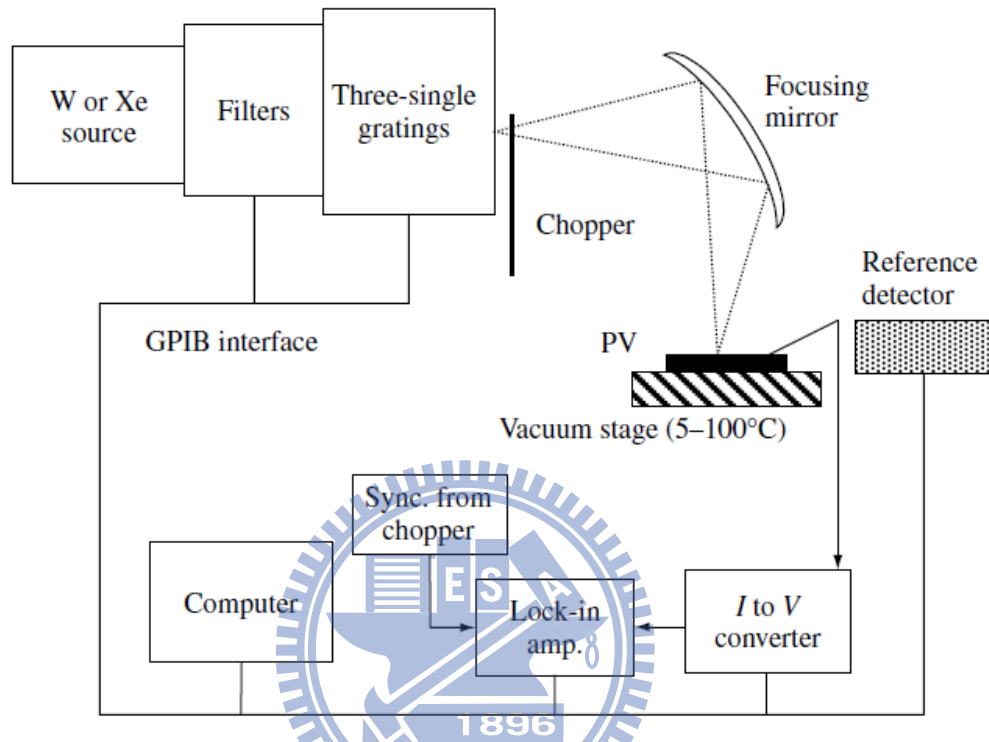 W or Xe
source
Filters
Three-single
gratings
Focusing
mirror
Chopper
Reference
detector
GPIB interface
PV
Vacuum stage (5–100°C)
Sync. from
chopper
Computer
Lock-in
amp.
I to V
converter
E S A
8
1896